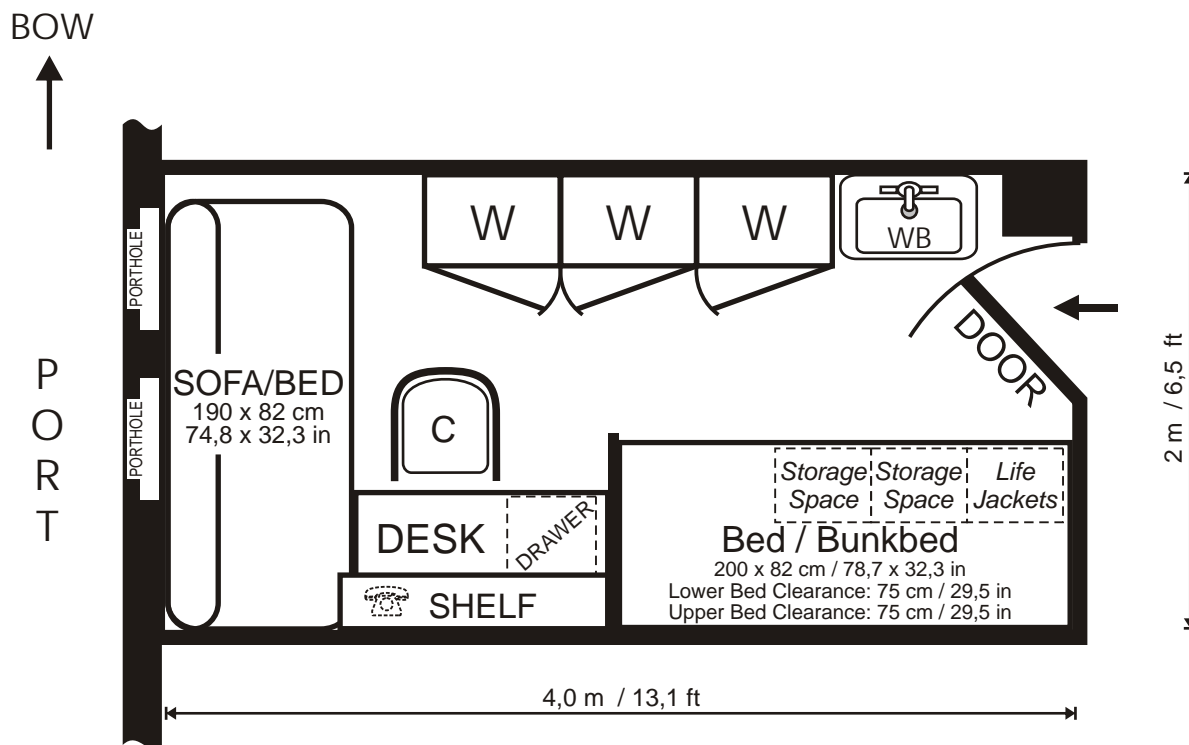 BOW
PORT
PORTHOLE
PORTHOLE
W
W
W
WB
DOOR
SOFA/BED
190 x 82 cm
74,8 x 32,3 in
C
DESK
DRAWER
SHELF
Storage
Space
Storage
Space
Life
Jackets
Bed / Bunkbed
200 x 82 cm / 78,7 x 32,3 in
Lower Bed Clearance: 75 cm / 29,5 in
Upper Bed Clearance: 75 cm / 29,5 in
2 m / 6,5 ft
4,0 m / 13,1 ft